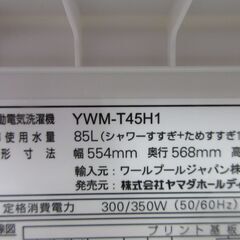 動電気洗濯機 YWM-T45H1
使用水量 85L(シャワーすすぎ+ためすすぎ
形寸法 幅 554mm 奥行 568mm 高
輸入元:ワールプールジャパン株
発売元:株式会社ヤマダホールデ
定格消費電力 300/350W (50/60Hz)
プリント基板